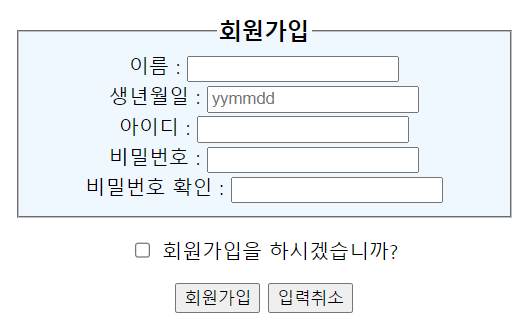 회원가입
이름 :
생년월일 : yymmdd
아이디 :
비밀번호 :
비밀번호 확인 :
회원가입을 하시겠습니까?
회원가입 입력취소